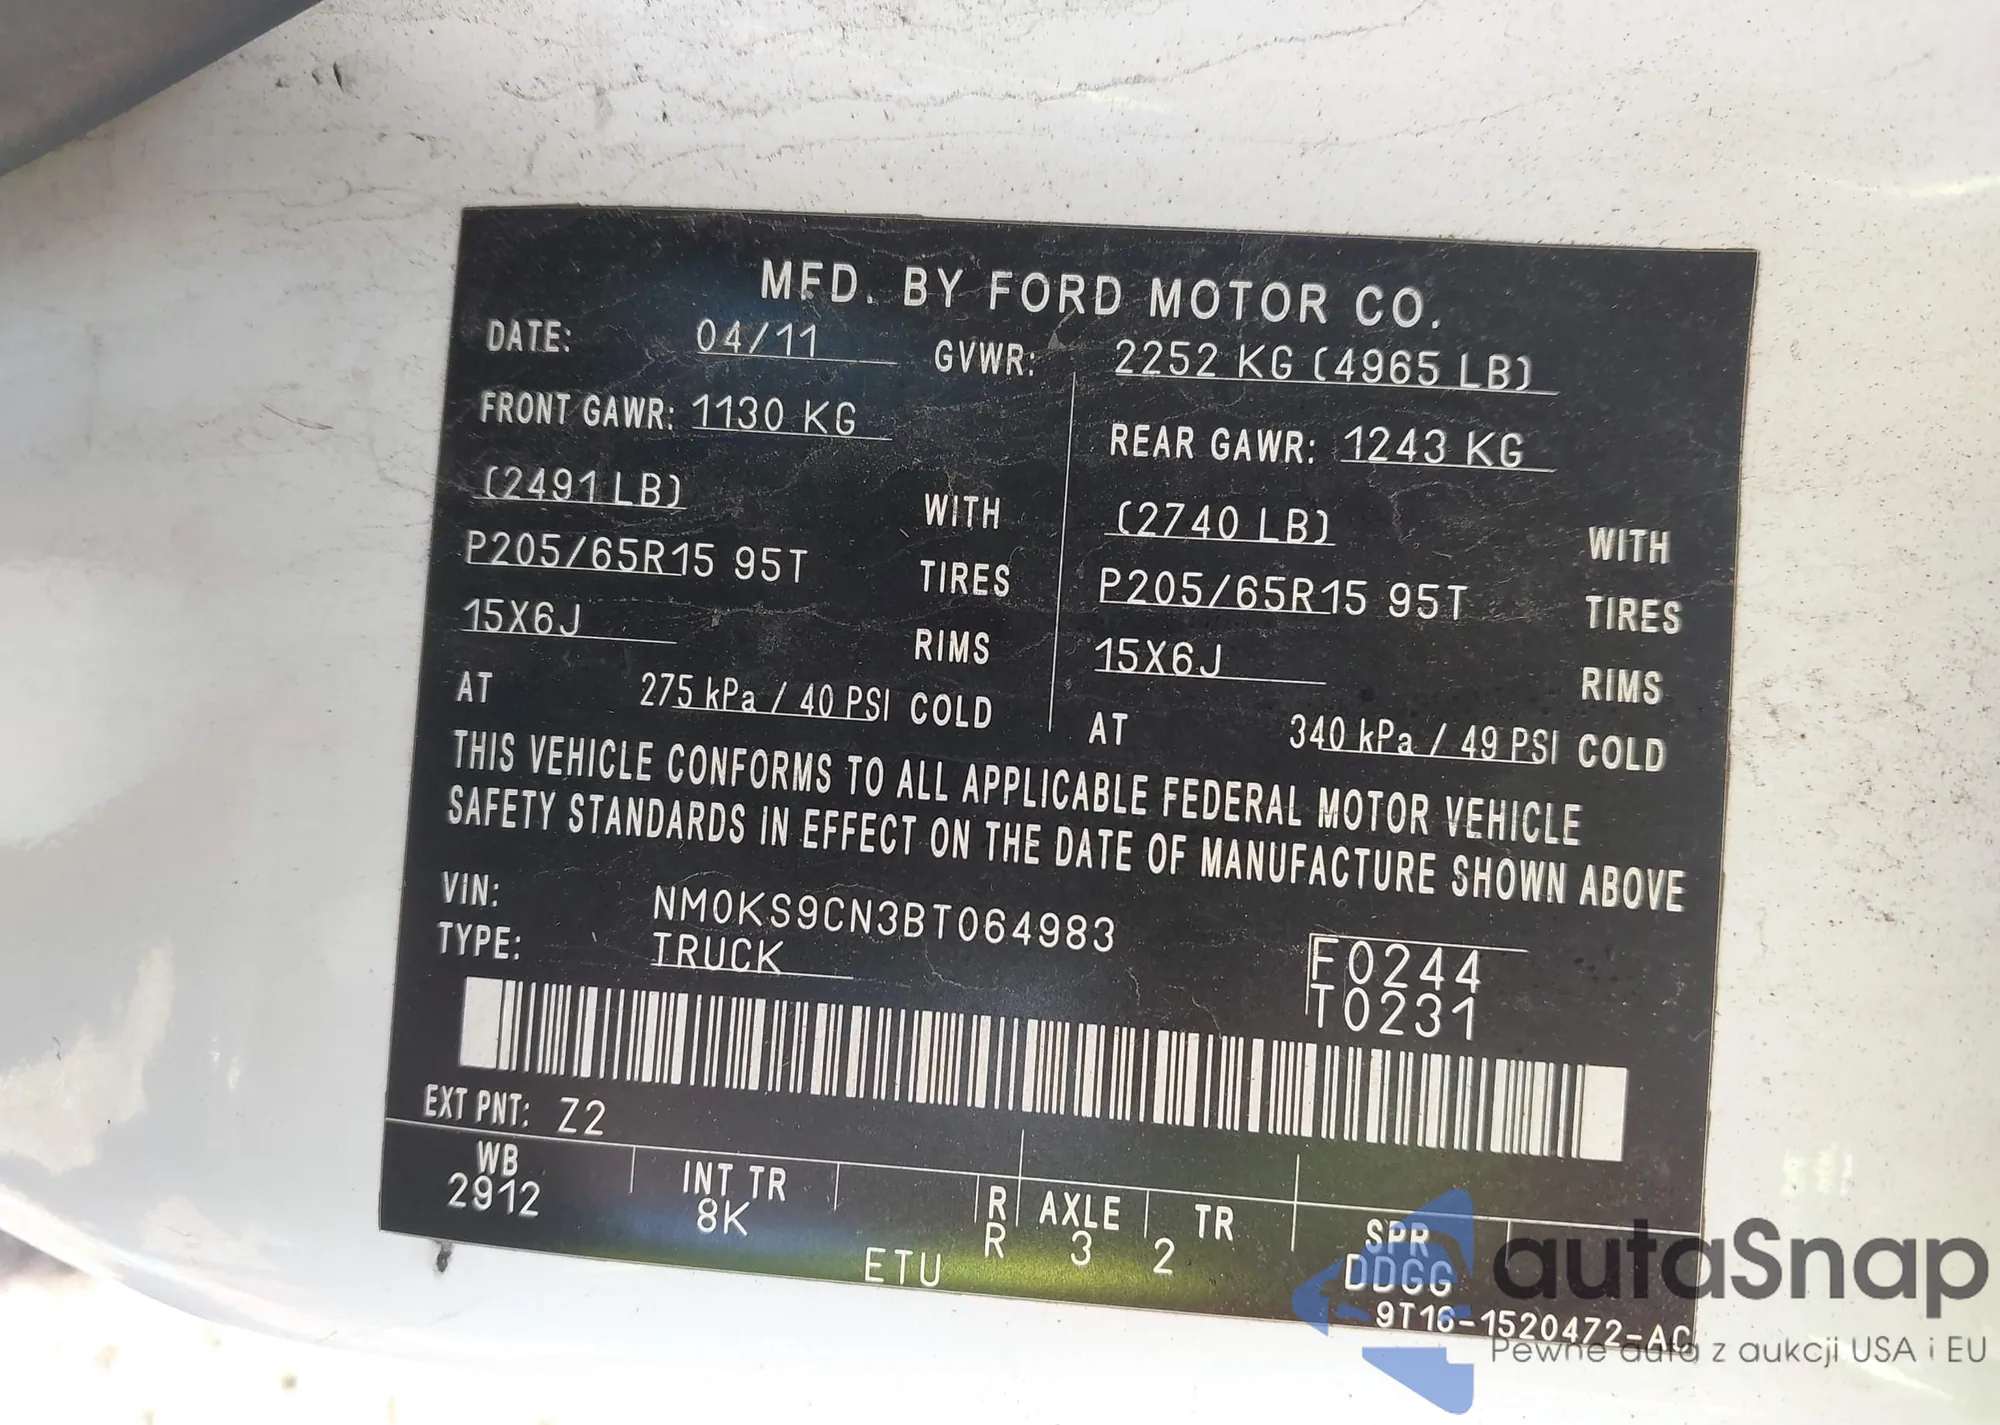 MFD. BY FORD MOTOR CO.
DATE: 04/11 GVWR: 2252 KG (4965 LB)
FRONT GAWR: 1130 KG REAR GAWR: 1243 KG
(2491 LB) WITH (2740 LB) WITH
P205/65R15 95T TIRES P205/65R15 95T TIRES
15X6J RIMS 15X6J RIMS
AT 275 kPa / 40 PSI COLD AT 340 kPa / 49 PSI COLD
THIS VEHICLE CONFORMS TO ALL APPLICABLE FEDERAL MOTOR VEHICLE
SAFETY STANDARDS IN EFFECT ON THE DATE OF MANUFACTURE SHOWN ABOVE
VIN: NM0KS9CN3BT064983
TYPE: TRUCK F0244
T0231
EXT PNT: Z2
WB INT TR R AXLE TR SPR
2912 8K R 3 2 DDGG
ETU
9T16-1520472-AC
autaSnap
Pewne auta z aukcji USA i EU